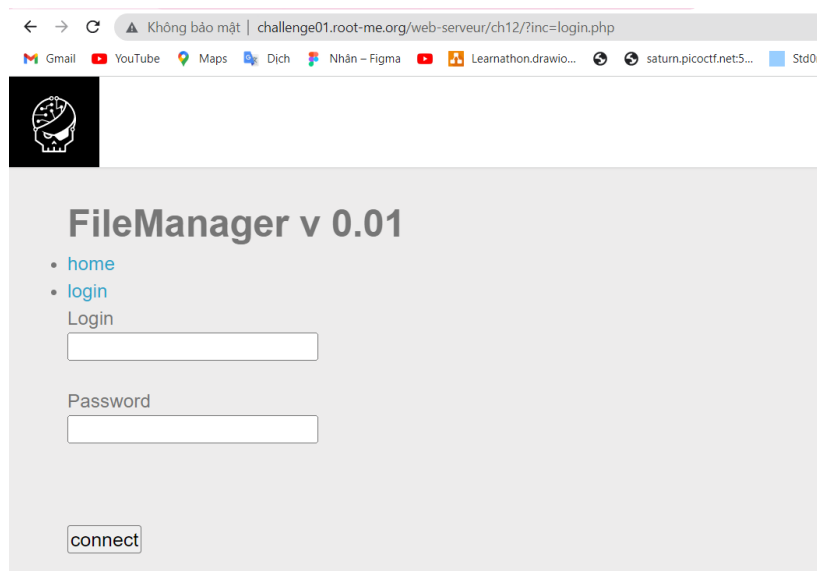 Không bảo mật | challenge01.root-me.org/web-serveur/ch12/?inc=login.php
Gmail YouTube Maps Dịch Nhân – Figma Learnathon.drawio... saturn.picoctf.net:5... Std0
FileManager v 0.01
home
login
Login
Password
connect